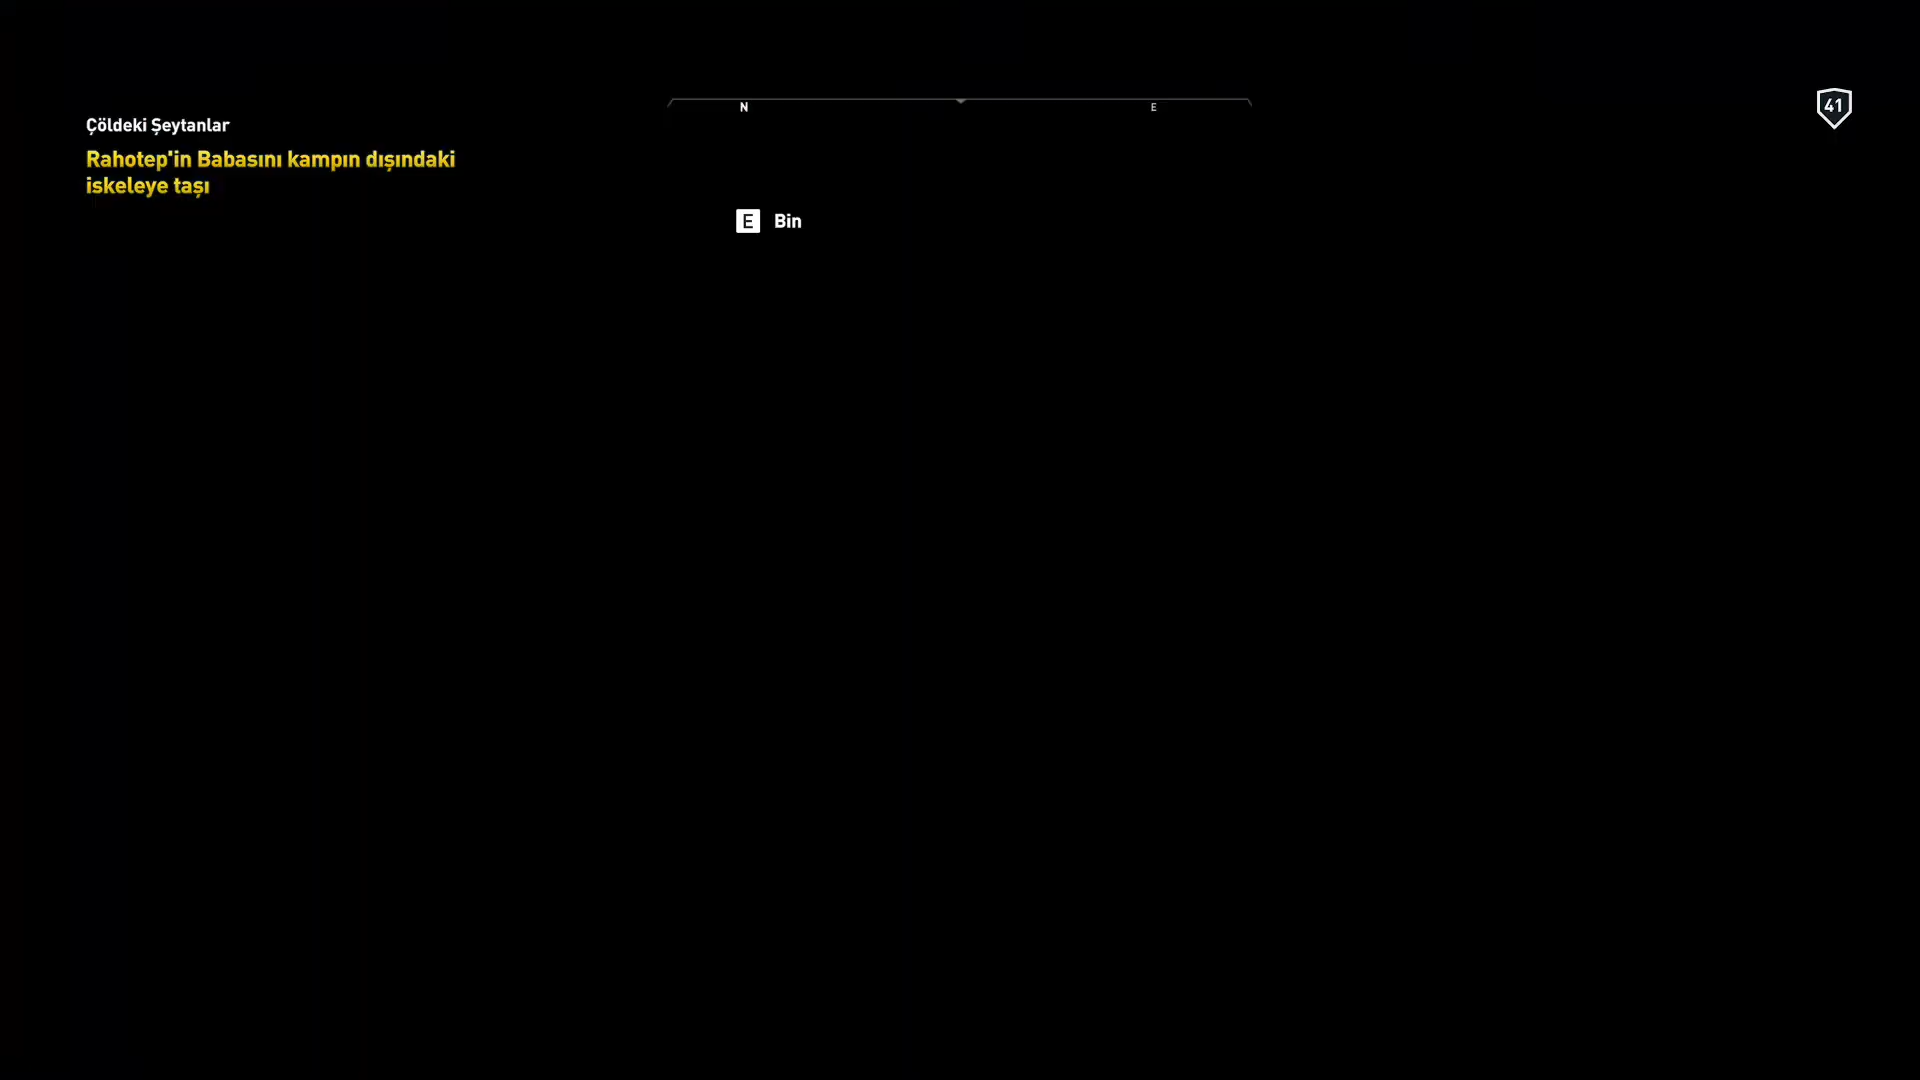 N
E
41
Çöldeki Şeytanlar
Rahotep'in Babasını kampın dışındaki
iskeleye taşı
E Bin